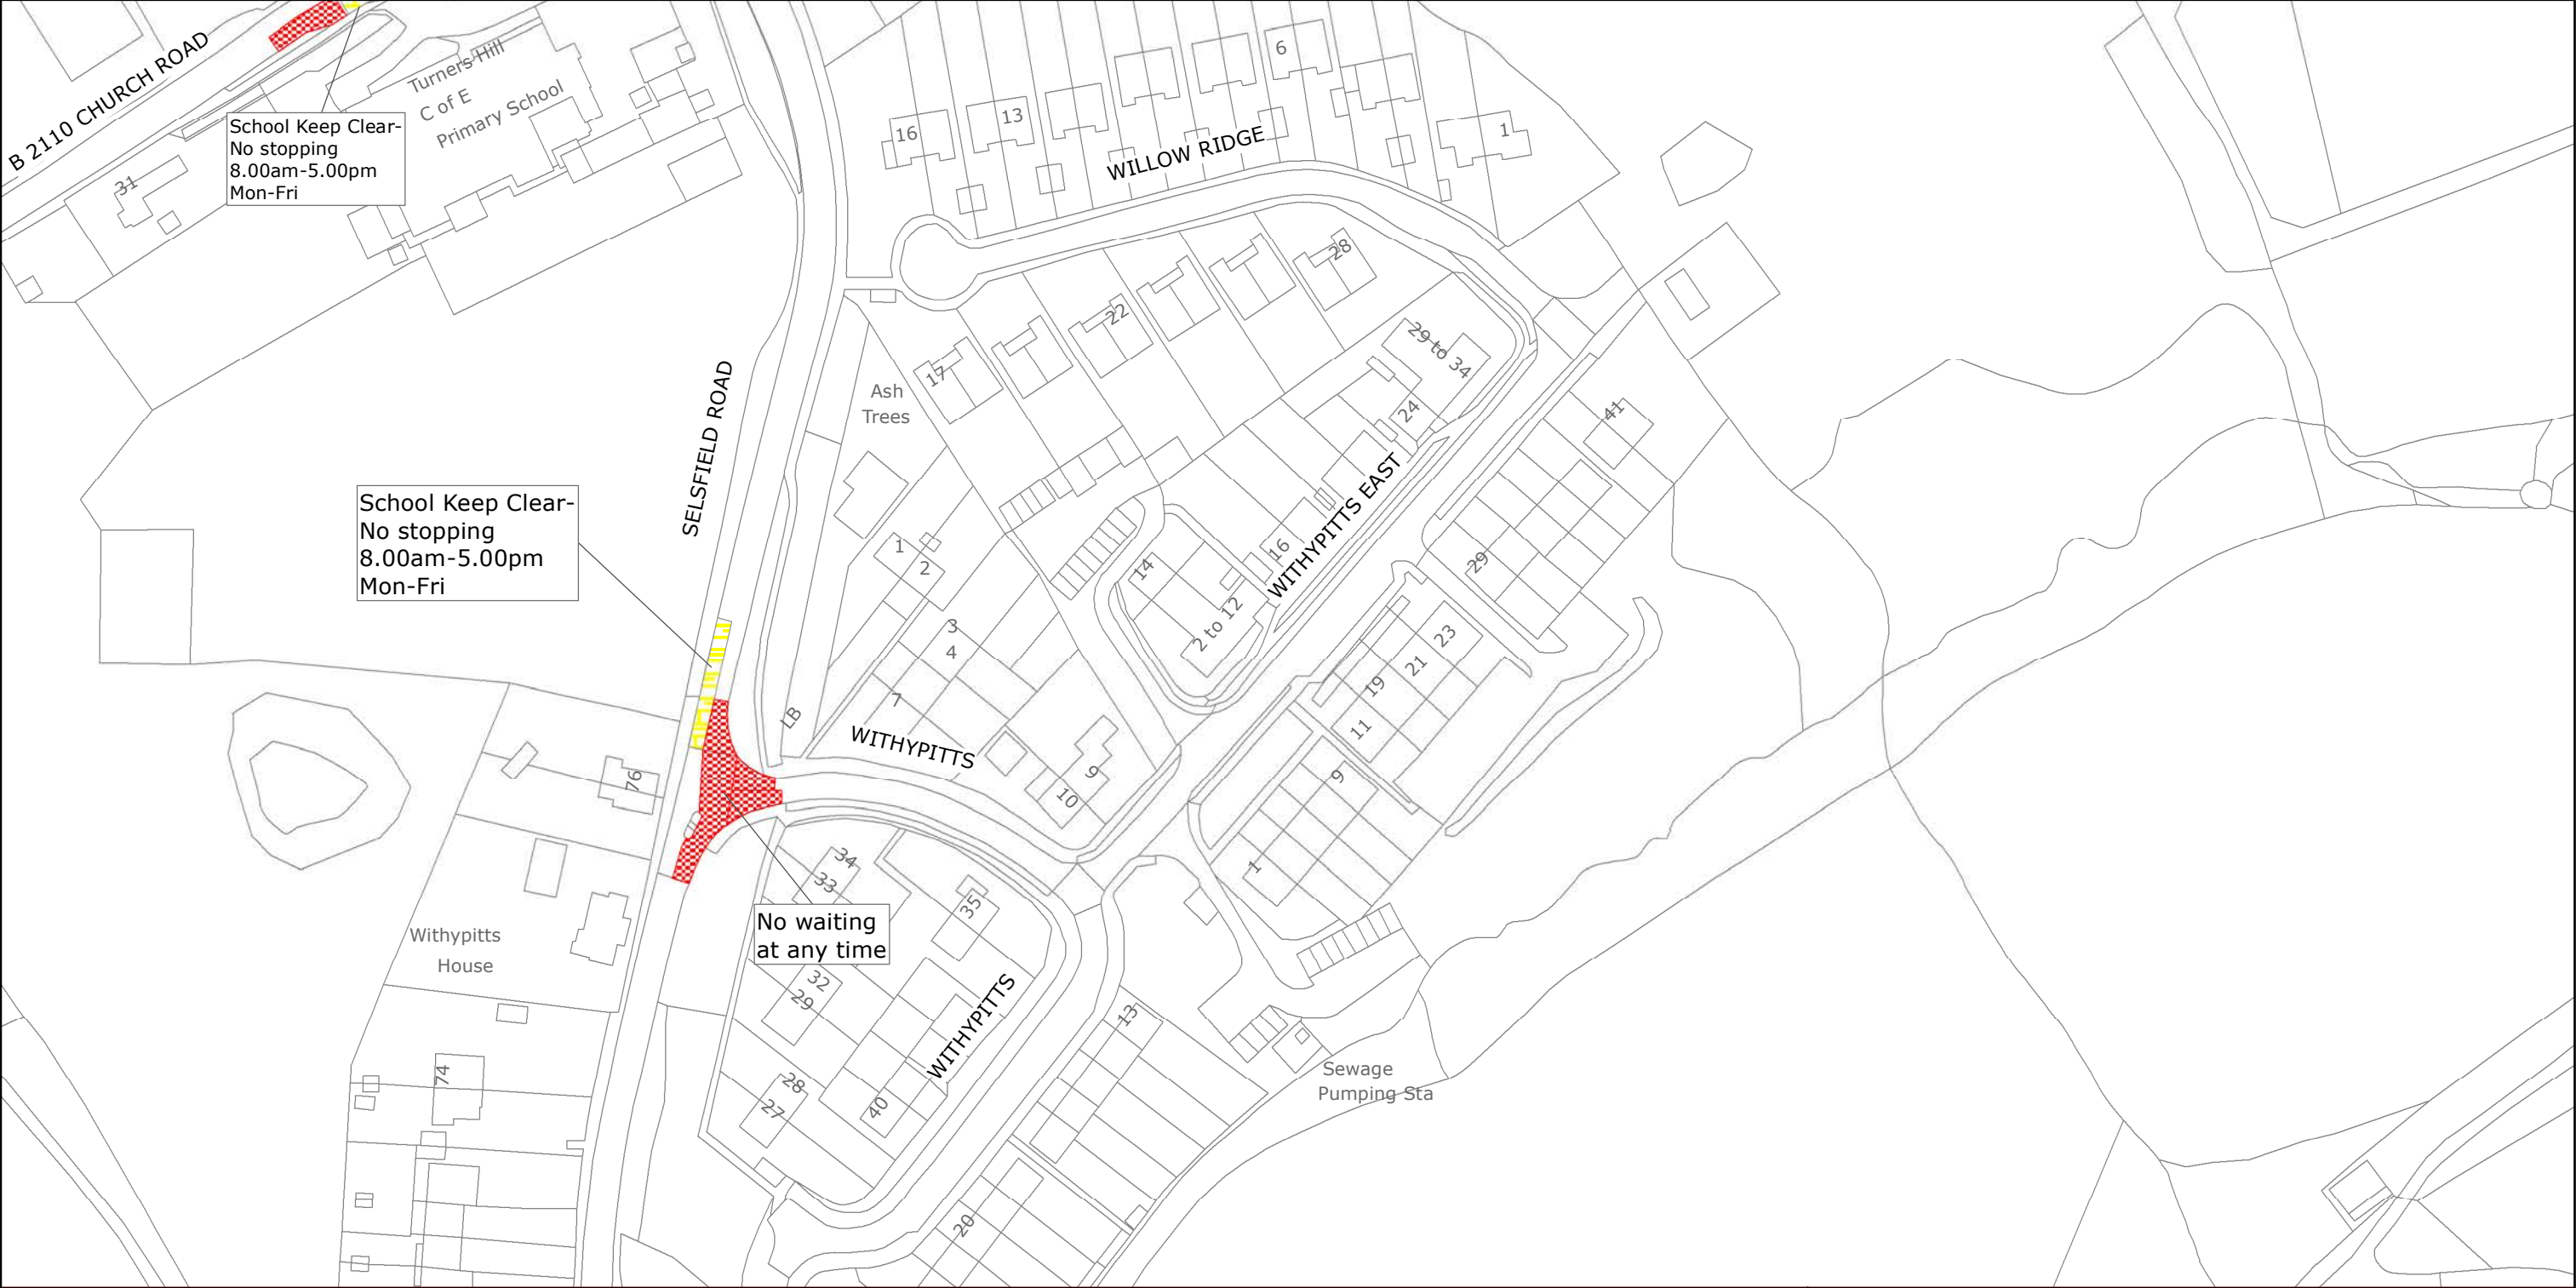 B 2110 CHURCH ROAD
Turners Hill
C of E
Primary School
School Keep Clear-
No stopping
8.00am-5.00pm
Mon-Fri
31
16
13
6
1
WILLOW RIDGE
28
22
17
29 to 34
24
41
Ash
Trees
SELSFIELD ROAD
School Keep Clear-
No stopping
8.00am-5.00pm
Mon-Fri
1
2
3
4
7
LB
WITHYPITTS
9
10
14
16
2 to 12
WITHYPITTS EAST
29
23
21
19
11
9
1
76
34
33
35
No waiting
at any time
32
29
Withypitts
House
WITHYPITTS
74
28
27
40
13
20
Sewage
Pumping Sta